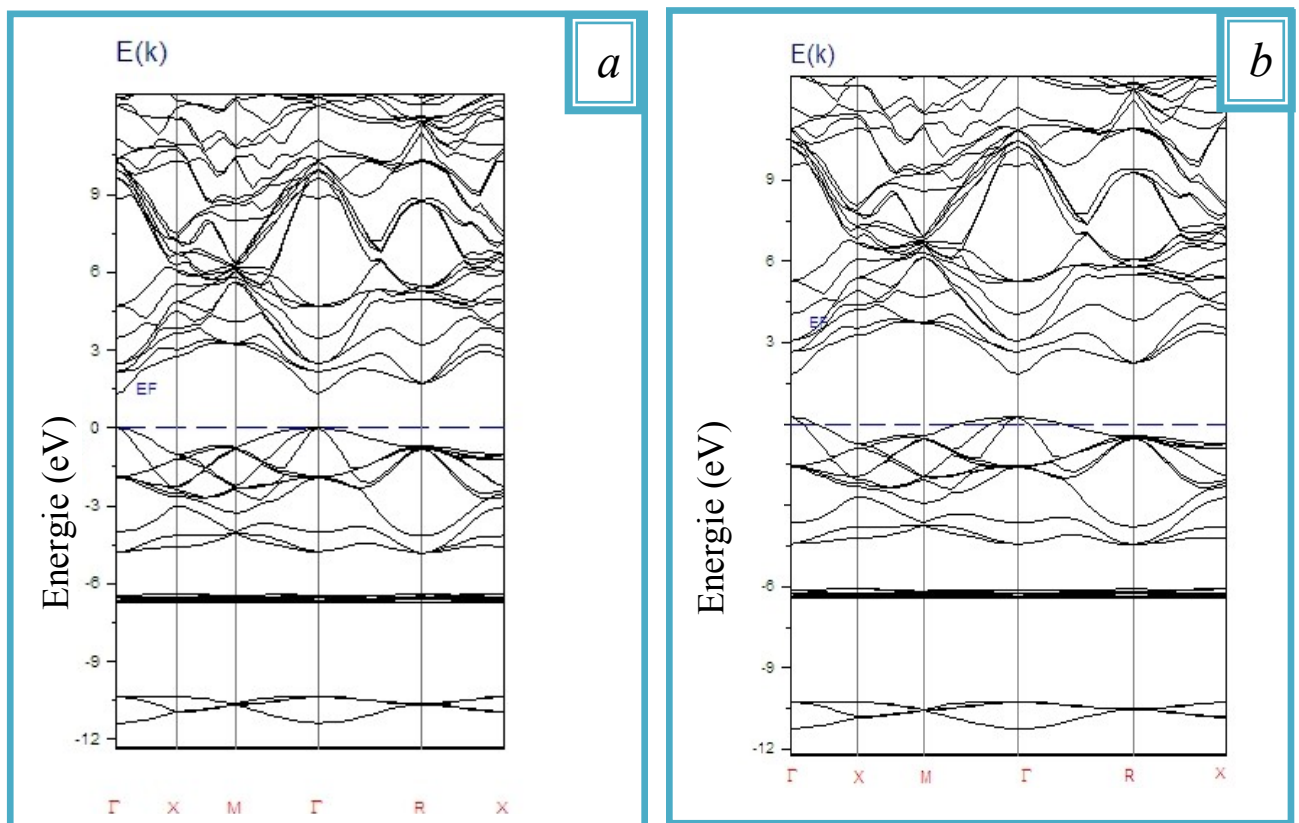 a
E(k)
9
6
3
EF
0
-3
-6
-9
-12
Energie (eV)
Γ X M Γ R X
b
E(k)
9
6
EF
3
-6
-9
-12
Energie (eV)
Γ X M Γ R X